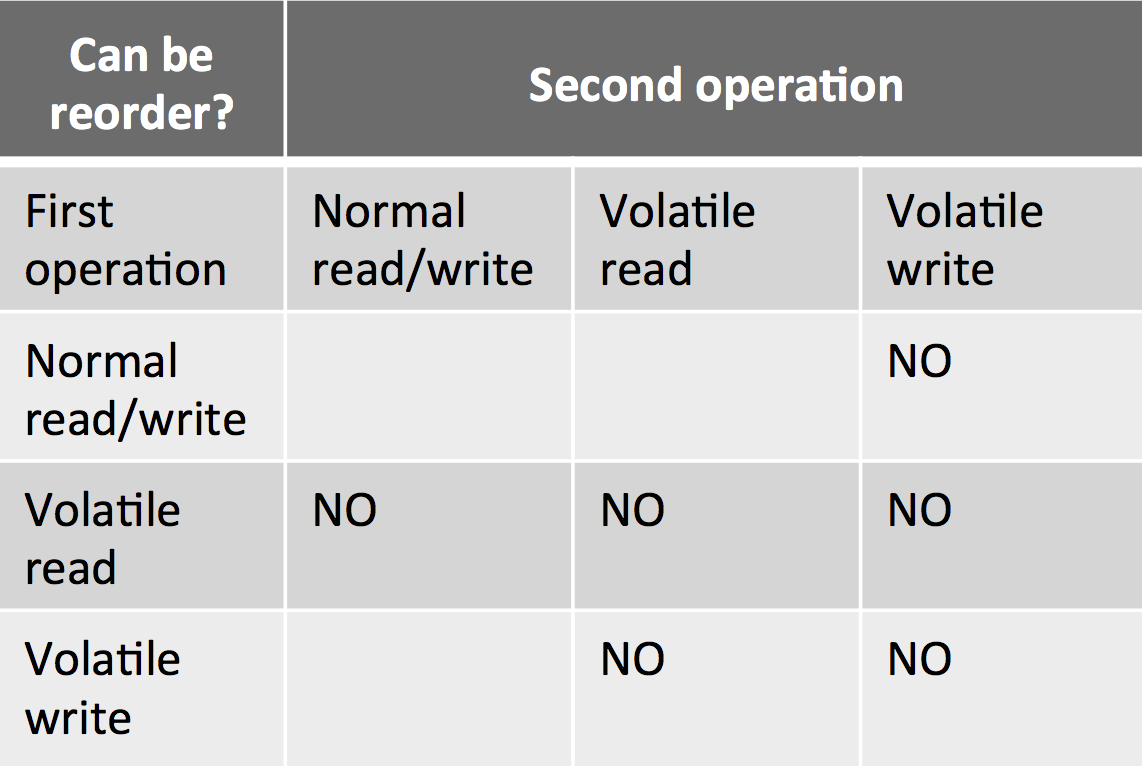 Can be
reorder?
Second operation
First
operation
Normal
read/write
Volatile
read
Volatile
write
Normal
read/write
NO
Volatile
read
NO
NO
NO
Volatile
write
NO
NO